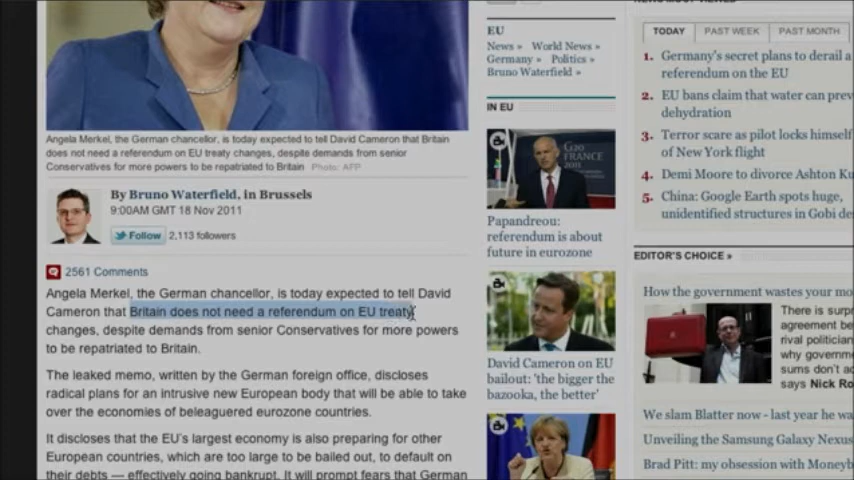 Angela Merkel, the German chancellor, is today expected to tell David Cameron that Britain
does not need a referendum on EU treaty changes, despite demands from senior
Conservatives for more powers to be repatriated to Britain Photo: AFP
By Bruno Waterfield, in Brussels
9:00AM GMT 18 Nov 2011
Follow 2,113 followers
2561 Comments
Angela Merkel, the German chancellor, is today expected to tell David
Cameron that Britain does not need a referendum on EU treaty
changes, despite demands from senior Conservatives for more powers
to be repatriated to Britain.
The leaked memo, written by the German foreign office, discloses
radical plans for an intrusive new European body that will be able to take
over the economies of beleaguered eurozone countries.
It discloses that the EU's largest economy is also preparing for other
European countries, which are too large to be bailed out, to default on
their debts — effectively going bankrupt. It will prompt fears that German
EU
News » World News »
Germany » Politics »
Bruno Waterfield »
IN EU
G20
FRANCE
2011
Papandreou:
referendum is about
future in eurozone
David Cameron on EU
bailout: 'the bigger the
bazooka, the better'
TODAY PAST WEEK PAST MONTH
1. Germany's secret plans to derail a
referendum on the EU
2. EU bans claim that water can prev
dehydration
3. Terror scare as pilot locks himself
of New York flight
4. Demi Moore to divorce Ashton Ku
5. China: Google Earth spots huge,
unidentified structures in Gobi de
EDITOR'S CHOICE »
How the government wastes your mo
There is surp
agreement be
rival politician
why governme
sums don't ad
says Nick Ro
We slam Blatter now - last year he wa
Unveiling the Samsung Galaxy Nexus
Brad Pitt: my obsession with Moneyb